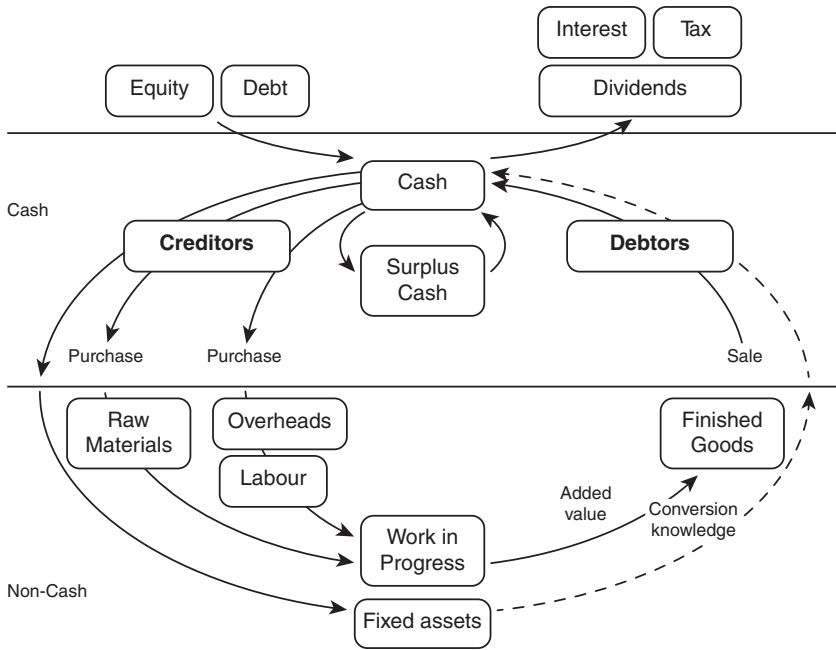 Interest
Tax
Equity
Debt
Dividends
Cash
Cash
Creditors
Debtors
Surplus
Cash
Purchase
Purchase
Sale
Raw
Materials
Overheads
Labour
Finished
Goods
Added
value
Conversion
knowledge
Work in
Progress
Non-Cash
Fixed assets